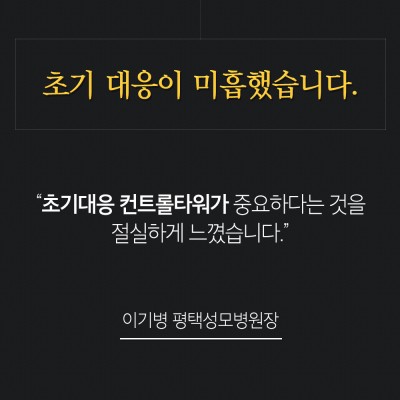 초기 대응이 미흡했습니다.
“초기대응 컨트롤타워가 중요하다는 것을
절실하게 느꼈습니다.”
이기병 평택성모병원장